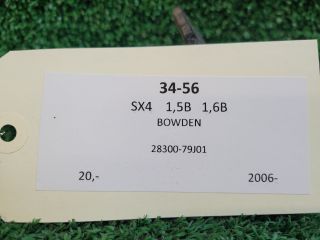 34-56
SX4 1,5B 1,6B
BOWDEN
28300-79J01
20,- 2006-